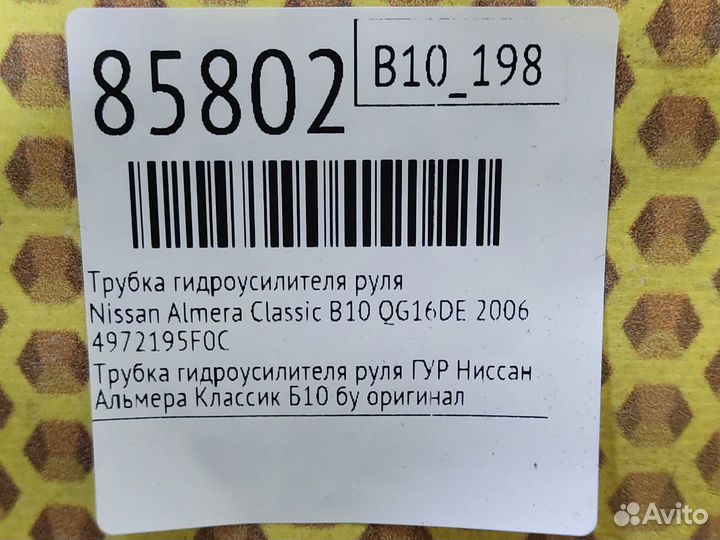 85802
B10_198
Трубка гидроусилителя руля
Nissan Almera Classic B10 QG16DE 2006
4972195F0C
Трубка гидроусилителя руля ГУР Ниссан
Альмера Классик Б10 бу оригинал
Avito